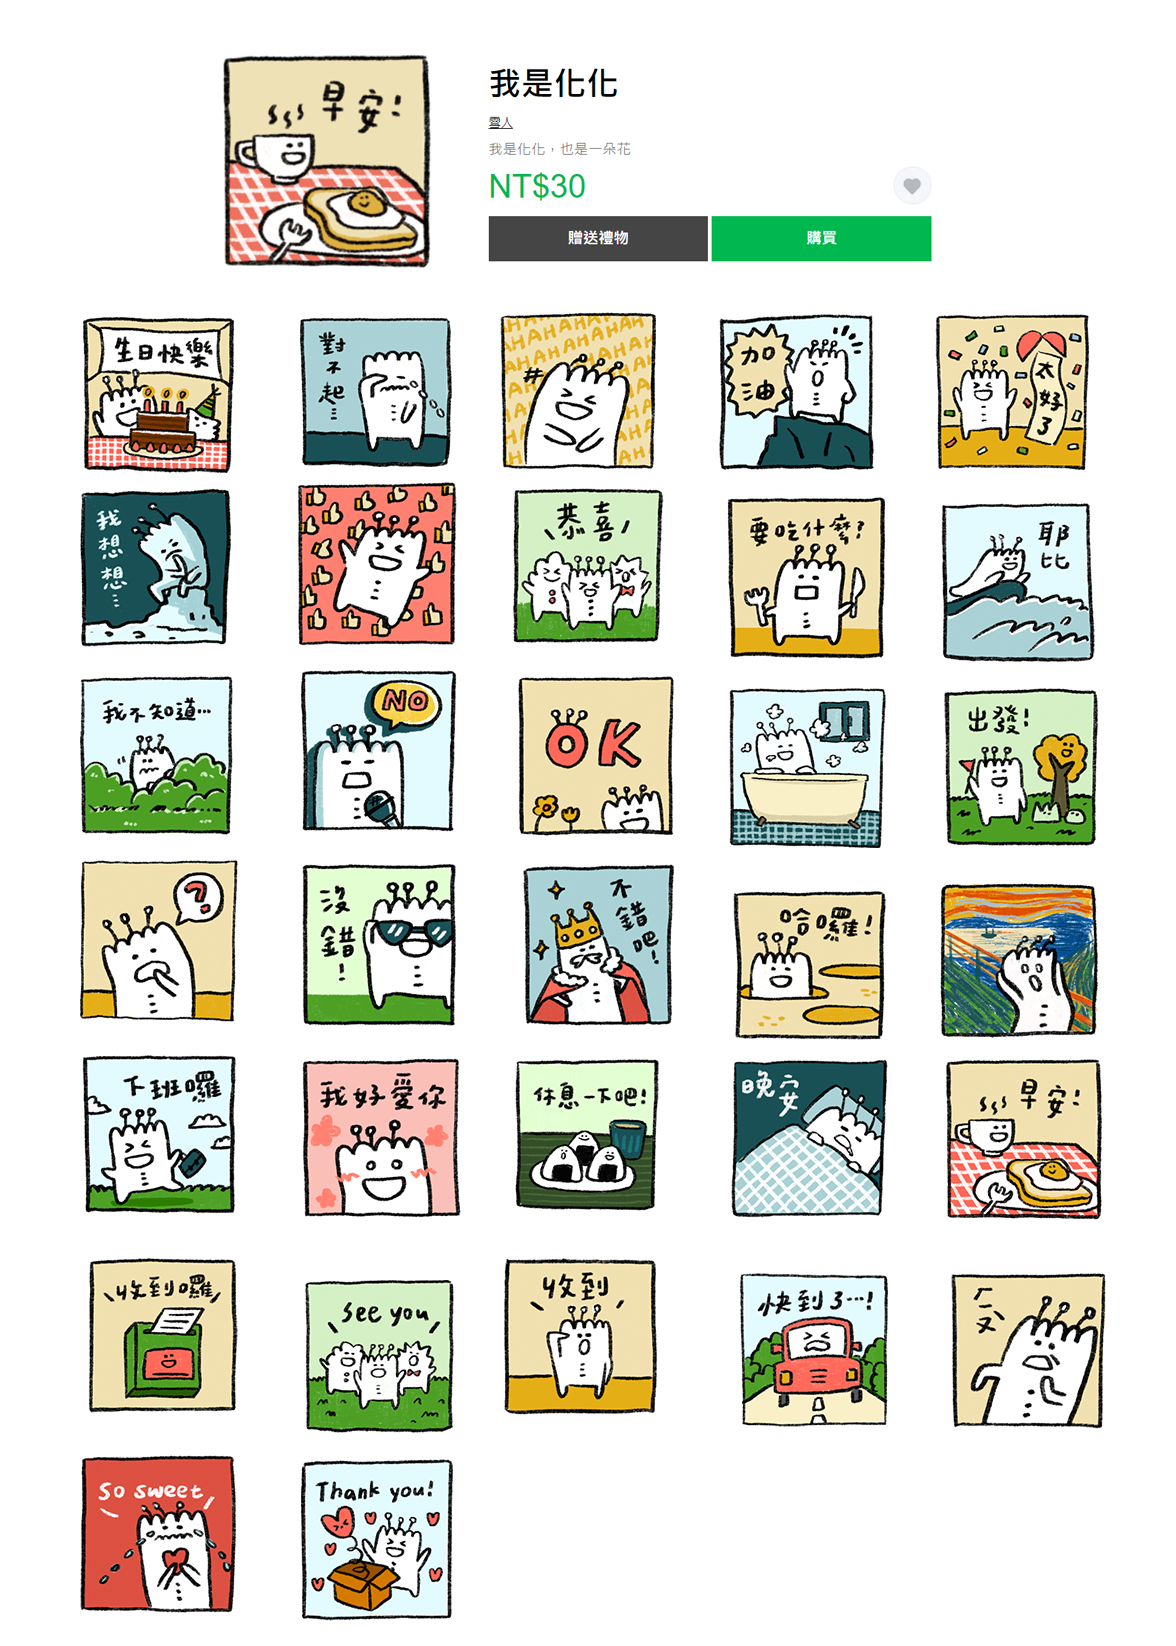 早安!
我是化化
雪人
我是化化，也是一朵花
NT$30
贈送禮物
購買
生日快樂
對不起…
HAHAHAHAHA
加油
太好了
我想想…
恭喜
要吃什麼?
耶比
我不知道…
NO
OK
出發!
?
沒錯!
不錯吧!
哈囉!
下班囉
我好愛你
休息一下吧!
晚安
早安!
收到囉
see you
收到
快到了…!
ㄏㄡ
So sweet
Thank you!